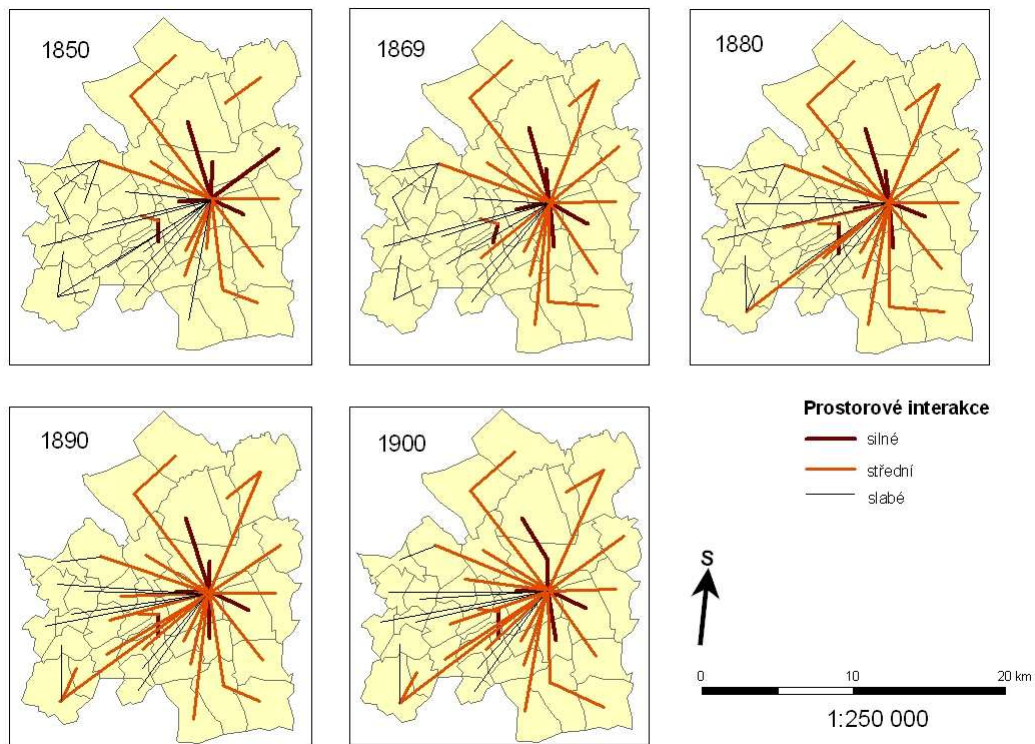 1850
1869
1880
1890
1900
Prostorové interakce
silné
střední
slabé
S
0 10 20 km
1:250 000